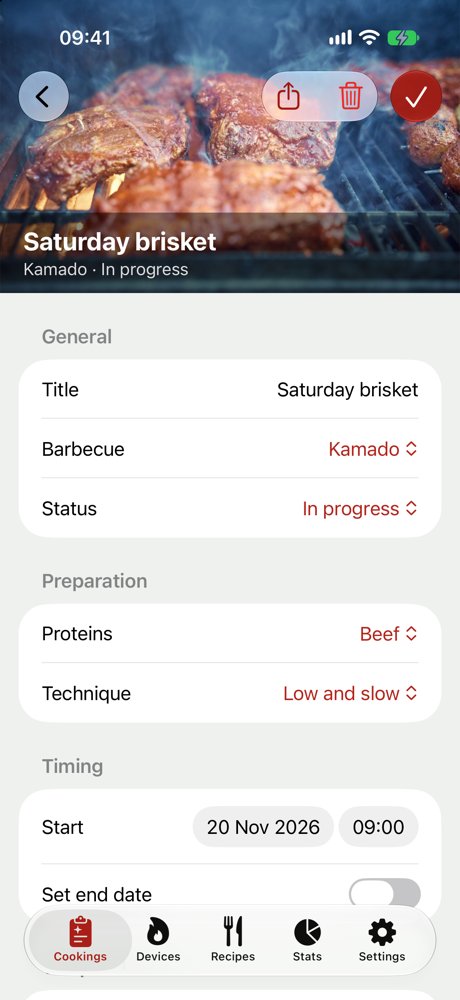 09:41
Saturday brisket
Kamado · In progress
General
Title Saturday brisket
Barbecue Kamado
Status In progress
Preparation
Proteins Beef
Technique Low and slow
Timing
Start 20 Nov 2026 09:00
Set end date
Cookings Devices Recipes Stats Settings